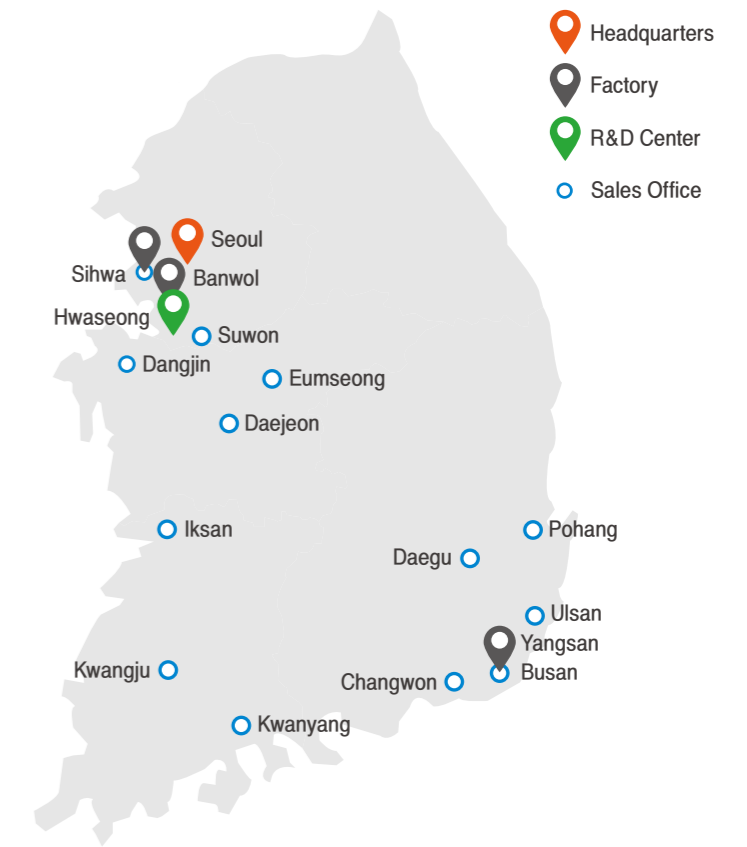 Headquarters
Factory
R&D Center
Sales Office
Seoul
Sihwa
Banwol
Hwaseong
Suwon
Dangjin
Eumseong
Daejeon
Iksan
Pohang
Daegu
Ulsan
Yangsan
Kwangju
Busan
Changwon
Kwanyang